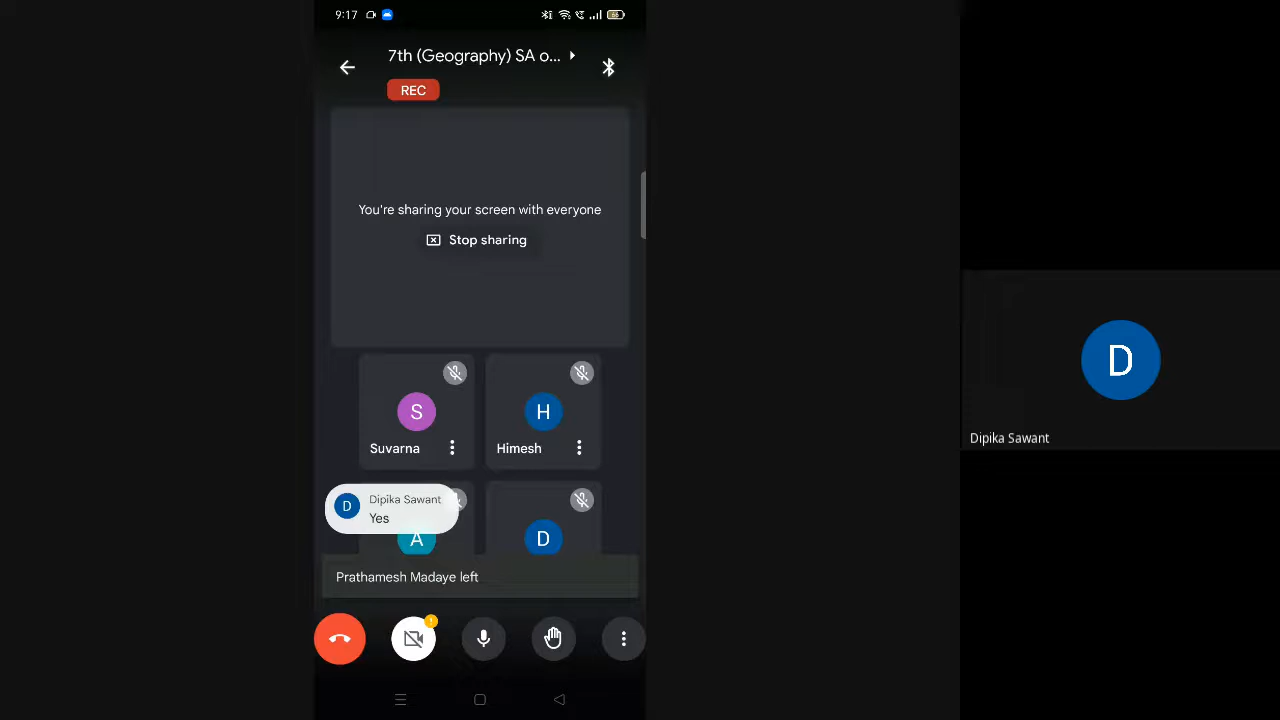 9:17
66
7th (Geography) SA o...
REC
You're sharing your screen with everyone
Stop sharing
S
H
Suvarna
Himesh
D
Dipika Sawant
Yes
A
D
Prathamesh Madaye left
!
D
Dipika Sawant